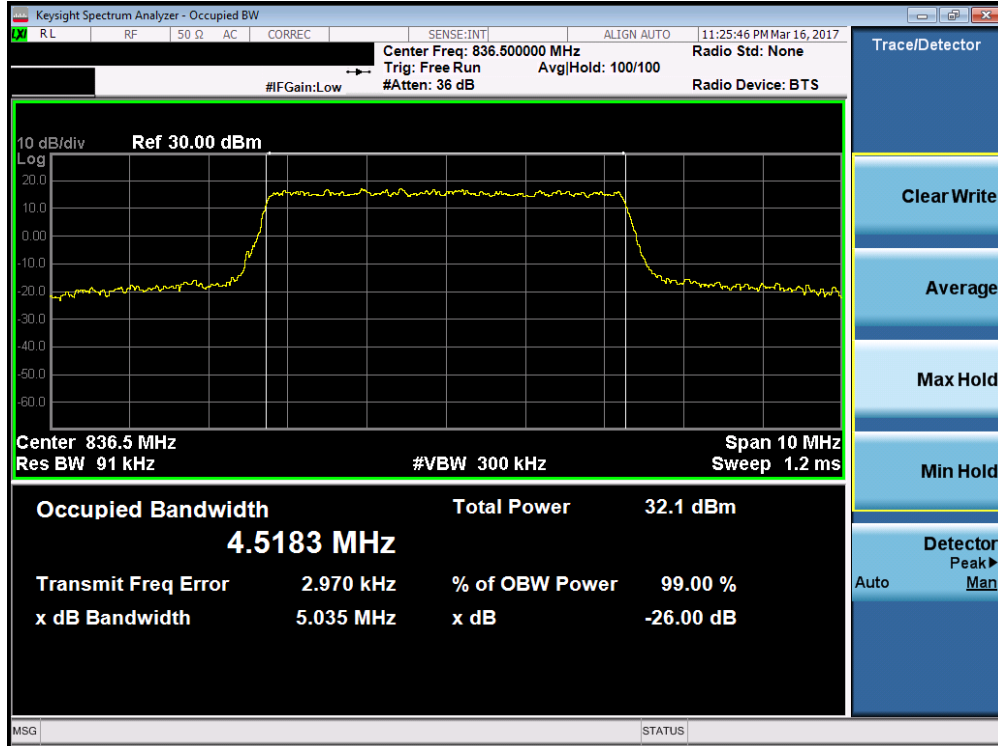 Keysight Spectrum Analyzer - Occupied BW
LXI RL RF 50 Ω AC CORREC SENSE:INT ALIGN AUTO 11:25:46 PM Mar 16, 2017
Center Freq: 836.500000 MHz Radio Std: None
Trig: Free Run Avg|Hold: 100/100
#IFGain:Low #Atten: 36 dB Radio Device: BTS
Trace/Detector
10 dB/div Ref 30.00 dBm
Log
20.0
10.0
0.00
-10.0
-20.0
-30.0
-40.0
-50.0
-60.0
Center 836.5 MHz Span 10 MHz
Res BW 91 kHz #VBW 300 kHz Sweep 1.2 ms
Occupied Bandwidth Total Power 32.1 dBm
4.5183 MHz
Transmit Freq Error 2.970 kHz % of OBW Power 99.00 %
x dB Bandwidth 5.035 MHz x dB -26.00 dB
Clear Write
Average
Max Hold
Min Hold
Detector
Peak
Auto Man
MSG STATUS